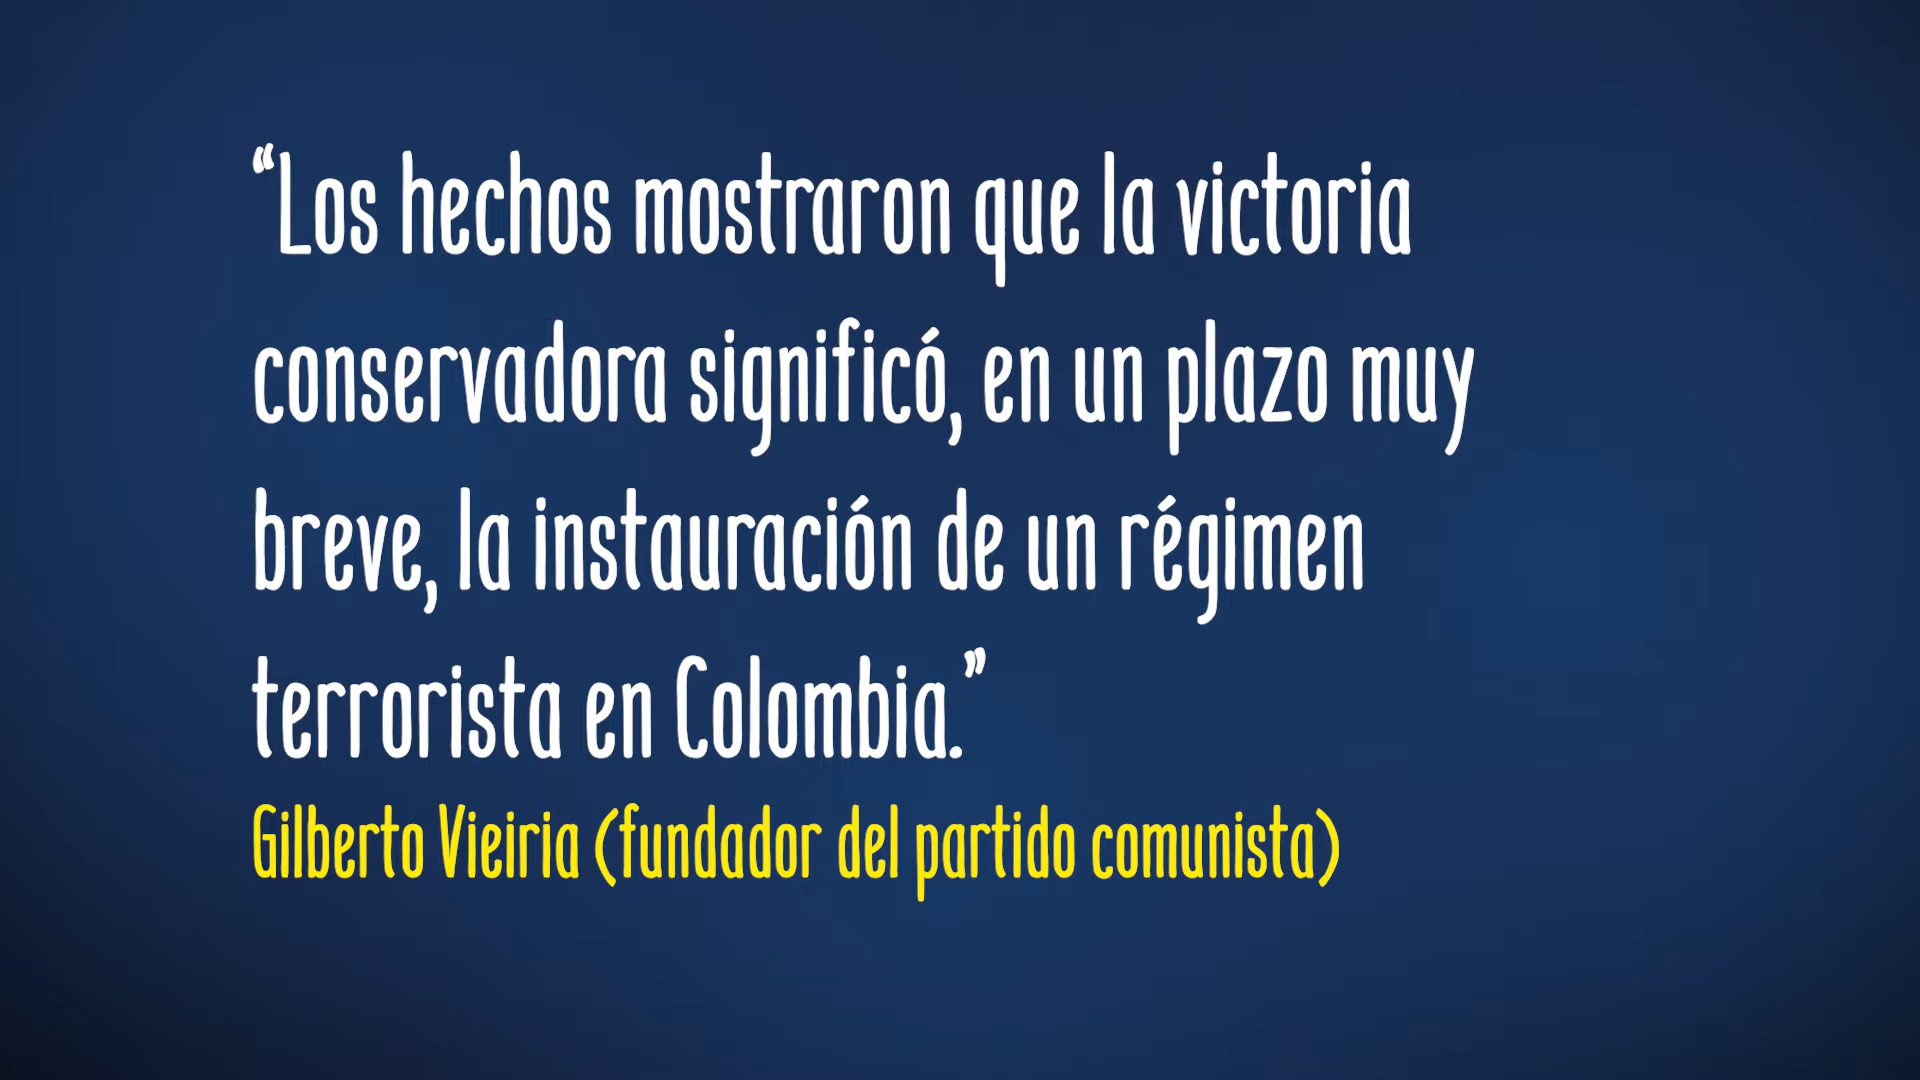 “Los hechos mostraron que la victoria
conservadora significó, en un plazo muy
breve, la instauración de un régimen
terrorista en Colombia.”
Gilberto Vieiria (fundador del partido comunista)